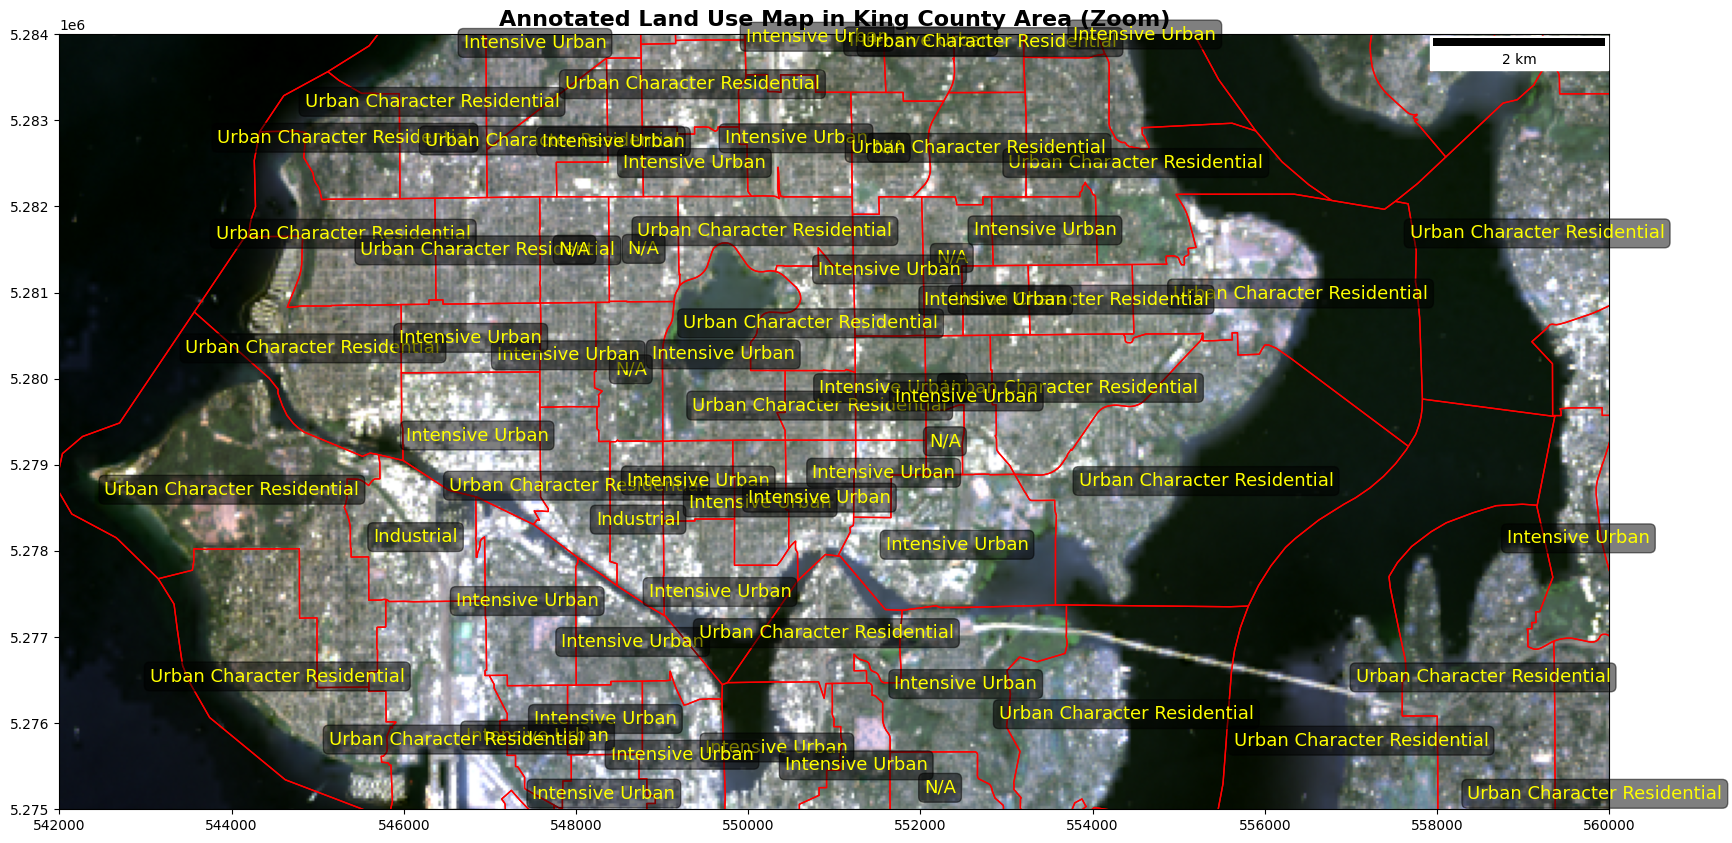 Annotated Land Use Map in King County Area (Zoom)
1e6
5.284
5.283
5.282
5.281
5.280
5.279
5.278
5.277
5.276
5.275
2 km
Intensive Urban
Intensive Urban
Urban Character Residential
Intensive Urban
Urban Character Residential
Urban Character Residential
Urban Character Residential
Urban Character Residential
Intensive Urban
Intensive Urban
N/A
Urban Character Residential
Intensive Urban
Urban Character Residential
Urban Character Residential
Urban Character Residential
Intensive Urban
Urban Character Residential
Urban Character Residential
N/A
N/A
N/A
Intensive Urban
Intensive Urban
Urban Character Residential
Urban Character Residential
Urban Character Residential
Intensive Urban
Urban Character Residential
Intensive Urban
Intensive Urban
N/A
Intensive Urban
Urban Character Residential
Intensive Urban
Urban Character Residential
Intensive Urban
N/A
Intensive Urban
Urban Character Residential
Urban Character Residential
Urban Character Residential
Intensive Urban
Intensive Urban
Intensive Urban
Industrial
Industrial
Intensive Urban
Intensive Urban
Intensive Urban
Intensive Urban
Intensive Urban
Urban Character Residential
Urban Character Residential
Intensive Urban
Urban Character Residential
Intensive Urban
Urban Character Residential
Urban Character Residential
Intensive Urban
Urban Character Residential
Intensive Urban
Intensive Urban
Intensive Urban
N/A
Intensive Urban
Urban Character Residential
542000
544000
546000
548000
550000
552000
554000
556000
558000
560000